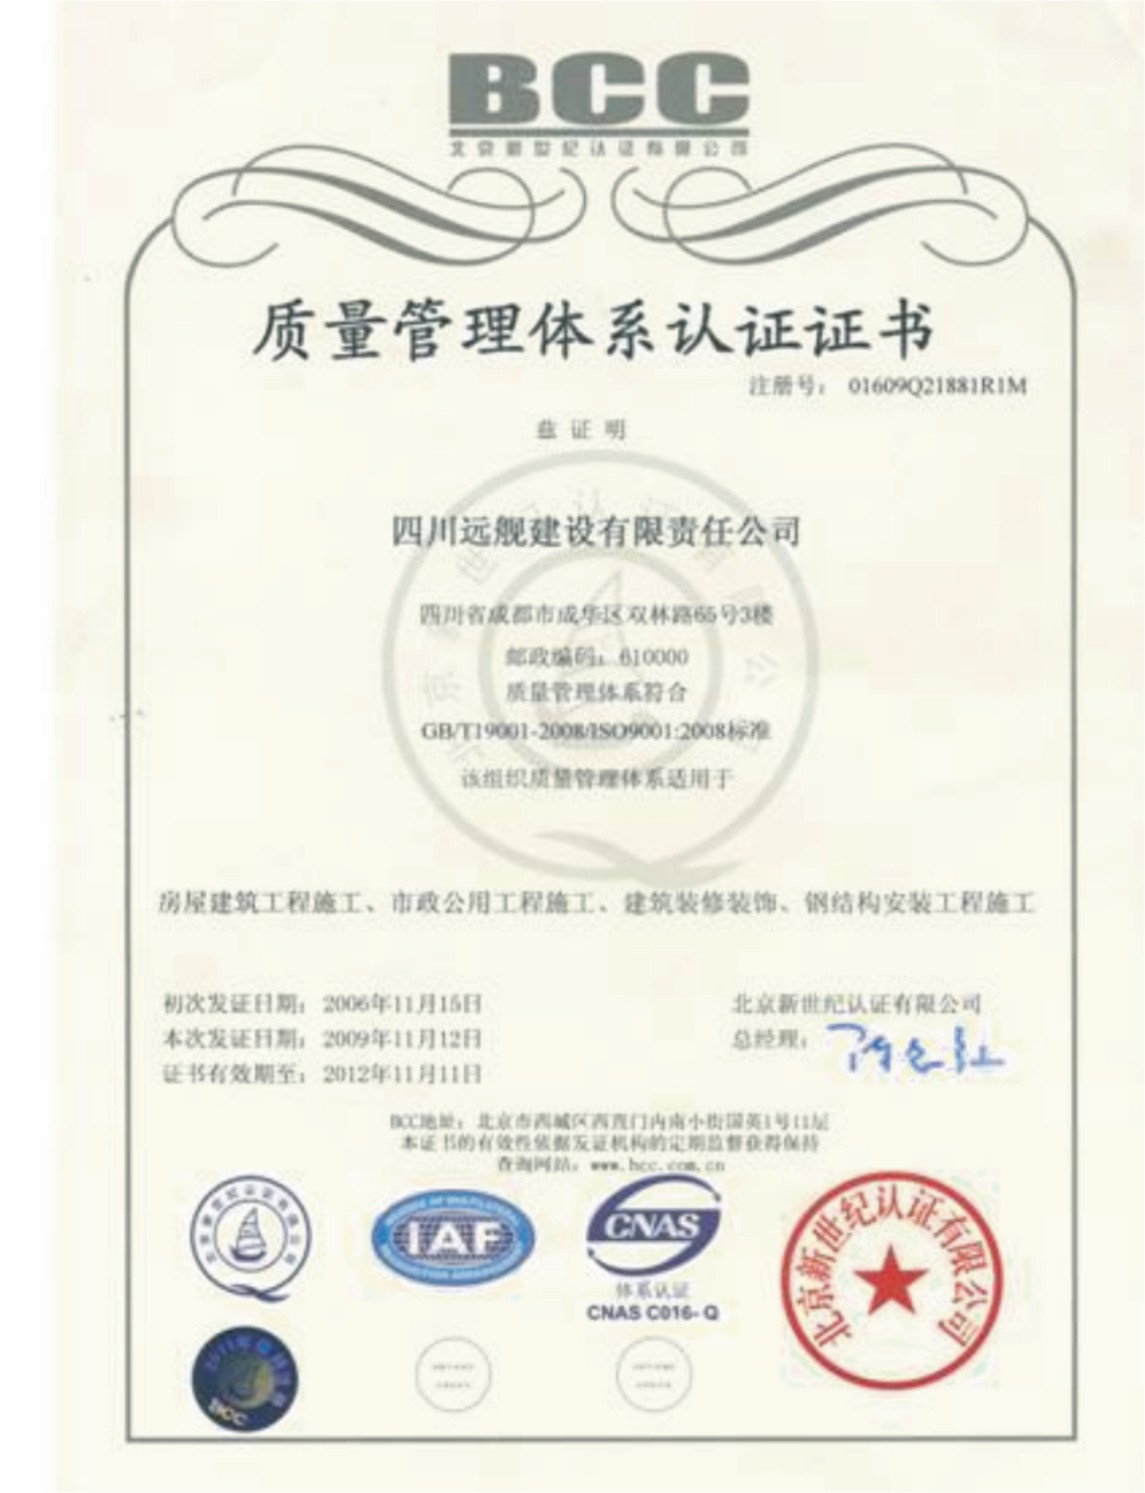 BCC
北京新世纪认证有限公司
质量管理体系认证证书
注册号： 01609Q21881R1M
兹证明
四川远舰建设有限责任公司
四川省成都市成华区双林路65号3楼
邮政编码：610000
质量管理体系符合
GB/T19001-2008/ISO9001:2008标准
该组织质量管理体系适用于
房屋建筑工程施工、市政公用工程施工、建筑装修装饰、钢结构安装工程施工
初次发证日期： 2006年11月15日
本次发证日期： 2009年11月12日
证书有效期至： 2012年11月11日
北京新世纪认证有限公司
总经理：
BCC地址：北京市西城区西直门内南小街国英1号11层
本证书的有效性依据发证机构的定期监督获得保持
查询网站：www.bcc.com.cn
北京新世纪认证有限公司
IAF
CNAS
体系认证
CNAS C016-Q
北京新世纪认证有限公司
BCC